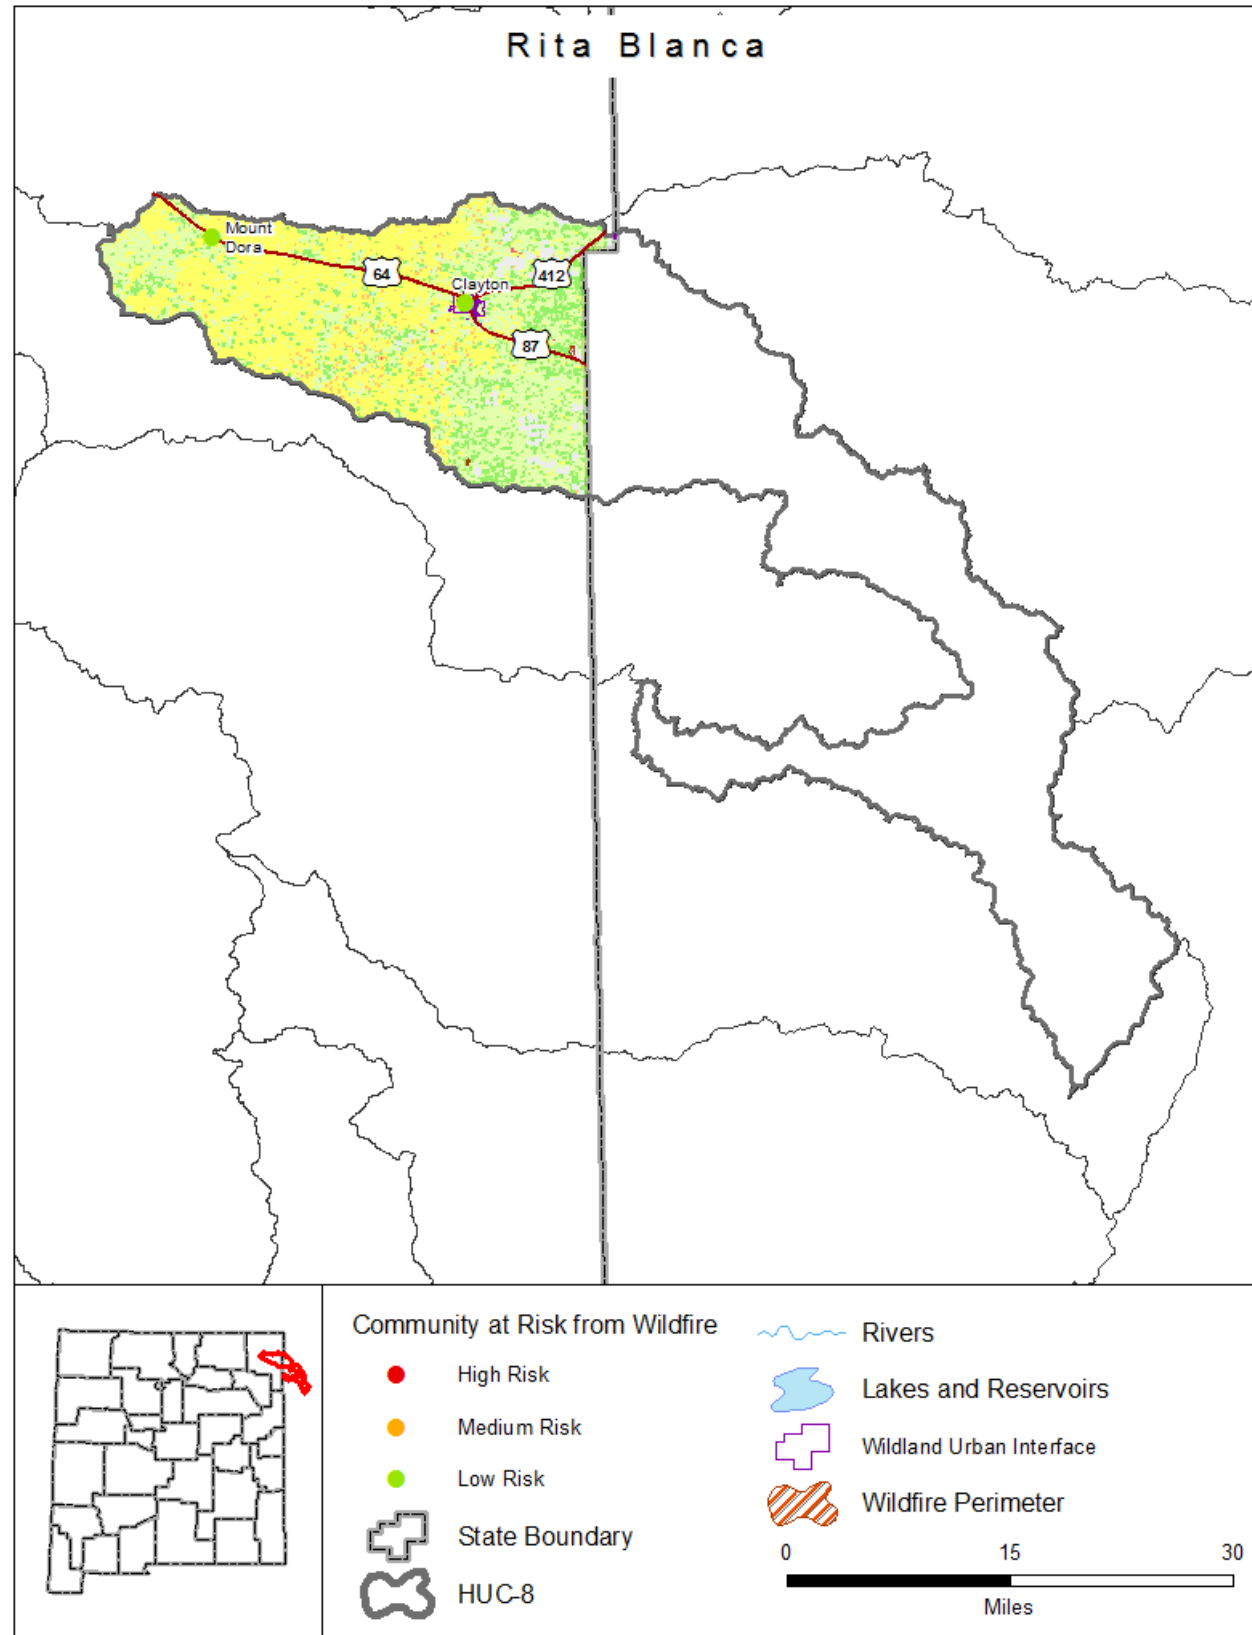 Rita Blanca
Mount
Dora
64
Clayton
412
87
Community at Risk from Wildfire
High Risk
Medium Risk
Low Risk
State Boundary
HUC-8
Rivers
Lakes and Reservoirs
Wildland Urban Interface
Wildfire Perimeter
0 15 30
Miles